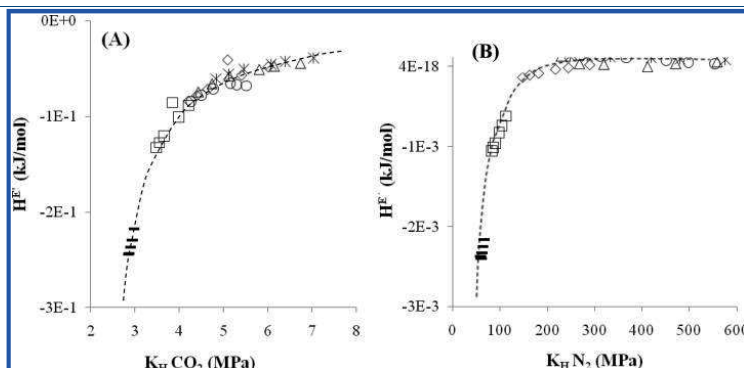 (A)
0E+0
-1E-1
-2E-1
-3E-1
H^E' (kJ/mol)
2 3 4 5 6 7 8
K_H CO₂ (MPa)
(B)
4E-18
-1E-3
-2E-3
-3E-3
H^E' (kJ/mol)
0 100 200 300 400 500 600
K_H N₂ (MPa)